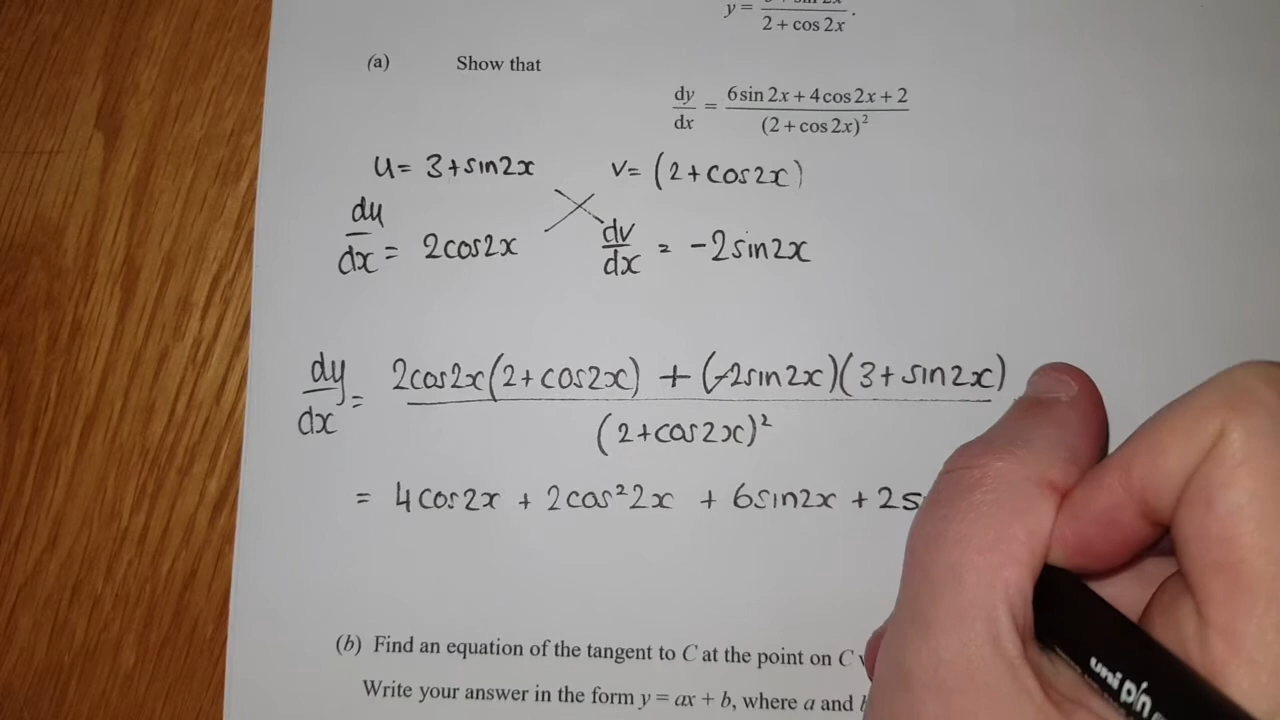 y =
2 + cos 2x
(a) Show that
dy/dx = (6 sin 2x + 4 cos 2x + 2)/(2 + cos 2x)²
u = 3+sin2x v = (2+cos2x)
du/dx = 2cos2x dv/dx = -2sin2x
dy/dx = (2cos2x(2+cos2x) + (-2sin2x)(3+sin2x))/(2+cos2x)²
= 4cos2x + 2cos²2x + 6sin2x + 2s
(b) Find an equation of the tangent to C at the point on C
Write your answer in the form y = ax + b, where a and
uni pin